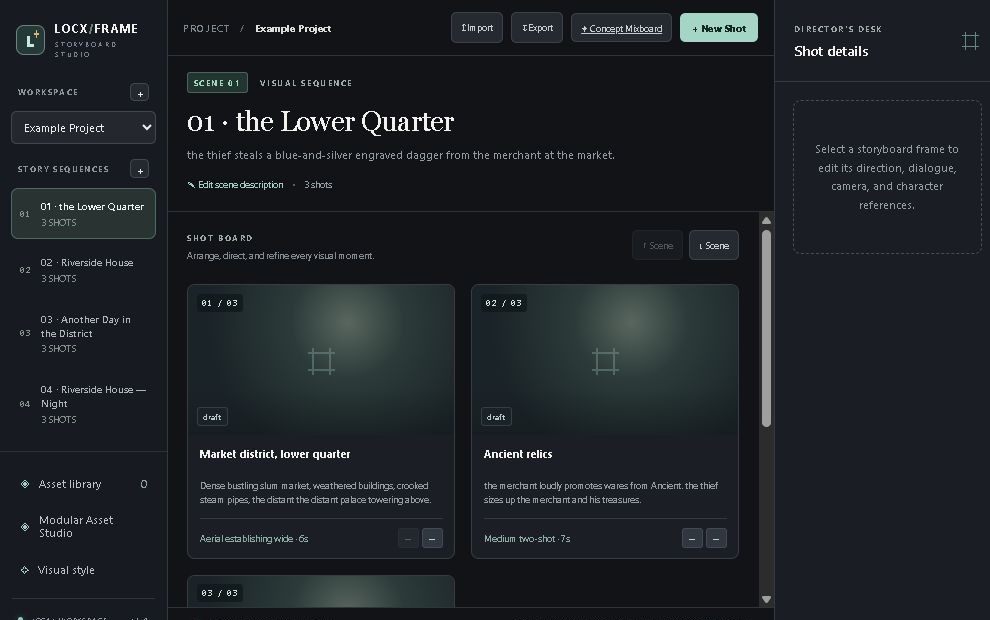 LOCX/FRAME
STORYBOARD
STUDIO
WORKSPACE
+
Example Project
STORY SEQUENCES
+
01
01 · the Lower Quarter
3 SHOTS
02
02 · Riverside House
3 SHOTS
03
03 · Another Day in
the District
3 SHOTS
04
04 · Riverside House —
Night
3 SHOTS
Asset library
0
Modular Asset
Studio
Visual style
PROJECT / Example Project
Import
Export
+ Concept Mixboard
+ New Shot
SCENE 01
VISUAL SEQUENCE
01 · the Lower Quarter
the thief steals a blue-and-silver engraved dagger from the merchant at the market.
Edit scene description · 3 shots
SHOT BOARD
Arrange, direct, and refine every visual moment.
↑ Scene
↓ Scene
01 / 03
draft
Market district, lower quarter
Dense bustling slum market, weathered buildings, crooked
steam pipes, the distant the distant palace towering above.
Aerial establishing wide · 6s
02 / 03
draft
Ancient relics
the merchant loudly promotes wares from Ancient. the thief
sizes up the merchant and his treasures.
Medium two-shot · 7s
03 / 03
DIRECTOR'S DESK
Shot details
Select a storyboard frame to
edit its direction, dialogue,
camera, and character
references.